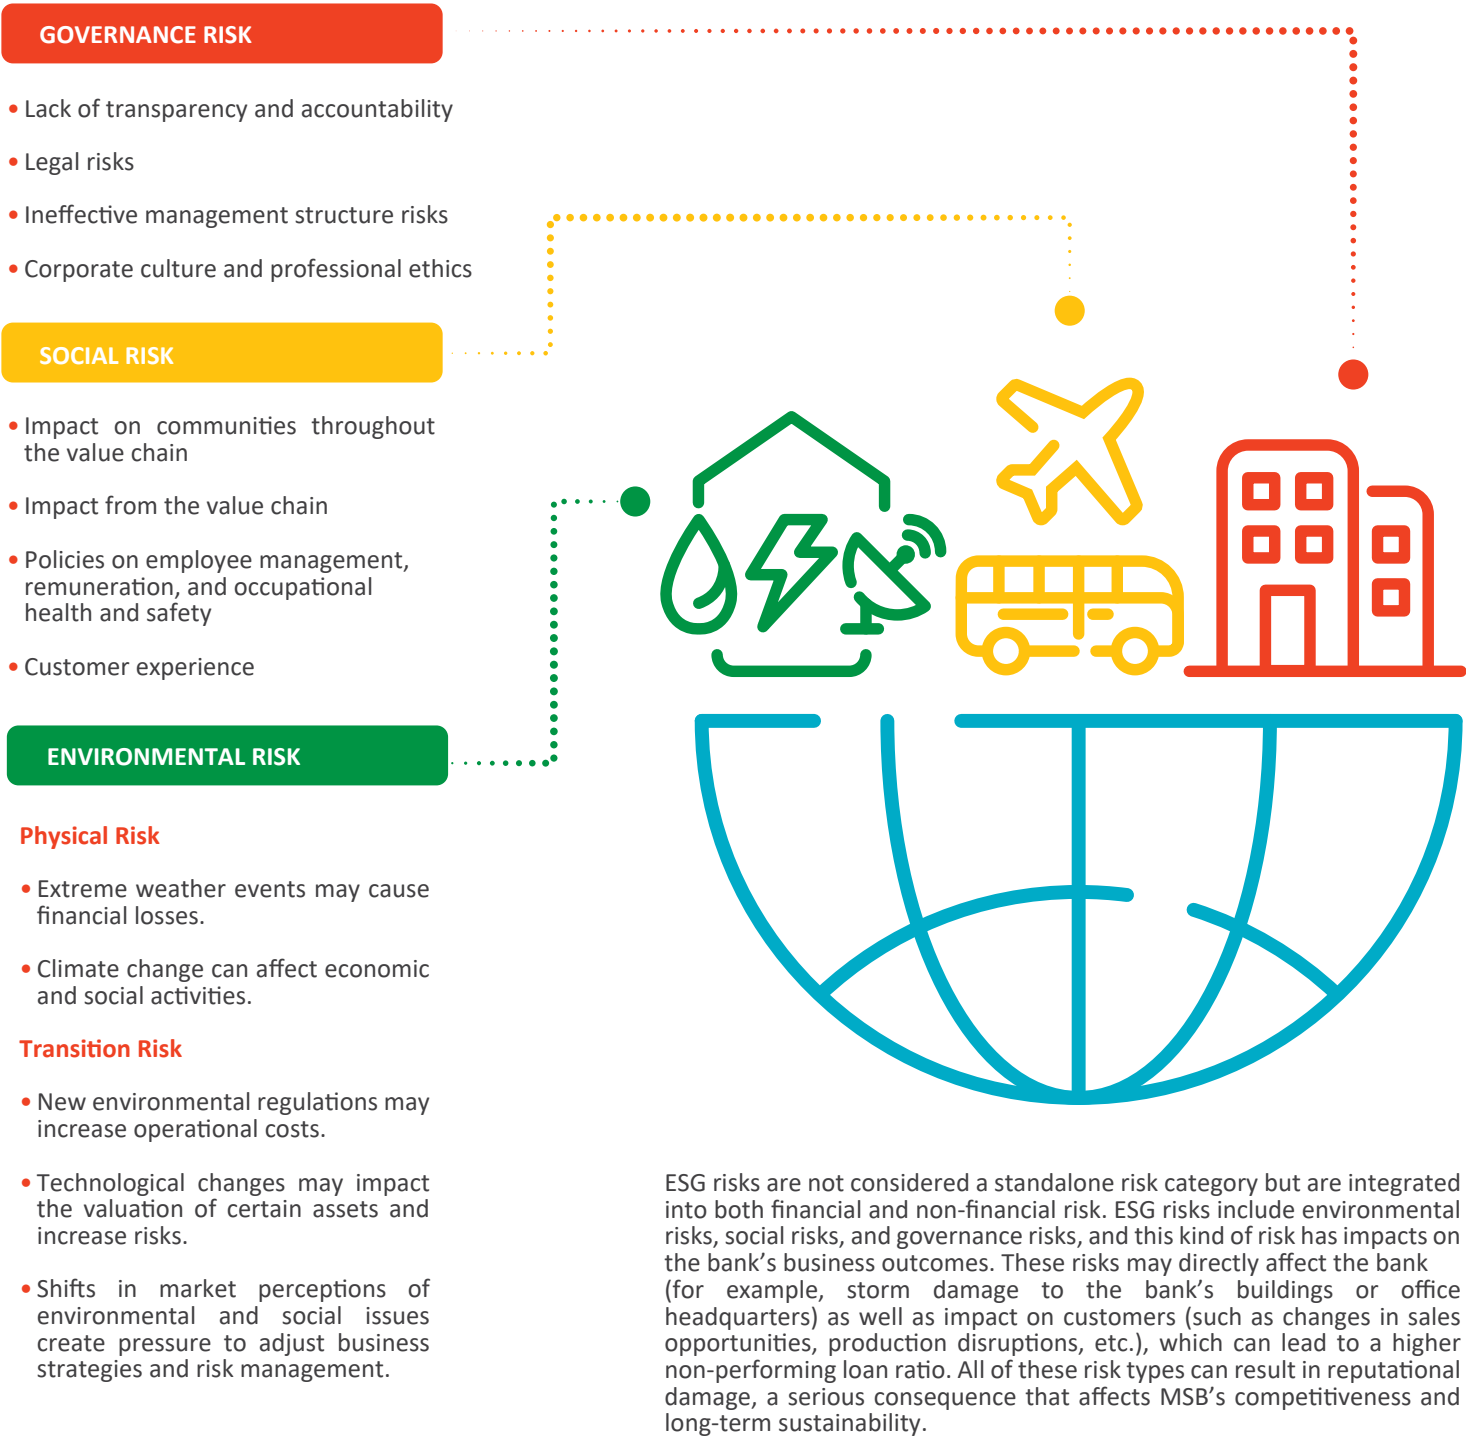 GOVERNANCE RISK
• Lack of transparency and accountability
• Legal risks
• Ineffective management structure risks
• Corporate culture and professional ethics
SOCIAL RISK
• Impact on communities throughout
the value chain
• Impact from the value chain
• Policies on employee management,
remuneration, and occupational
health and safety
• Customer experience
ENVIRONMENTAL RISK
Physical Risk
• Extreme weather events may cause
financial losses.
• Climate change can affect economic
and social activities.
Transition Risk
• New environmental regulations may
increase operational costs.
• Technological changes may impact
the valuation of certain assets and
increase risks.
• Shifts in market perceptions of
environmental and social issues
create pressure to adjust business
strategies and risk management.
ESG risks are not considered a standalone risk category but are integrated
into both financial and non-financial risk. ESG risks include environmental
risks, social risks, and governance risks, and this kind of risk has impacts on
the bank’s business outcomes. These risks may directly affect the bank
(for example, storm damage to the bank’s buildings or office
headquarters) as well as impact on customers (such as changes in sales
opportunities, production disruptions, etc.), which can lead to a higher
non-performing loan ratio. All of these risk types can result in reputational
damage, a serious consequence that affects MSB’s competitiveness and
long-term sustainability.